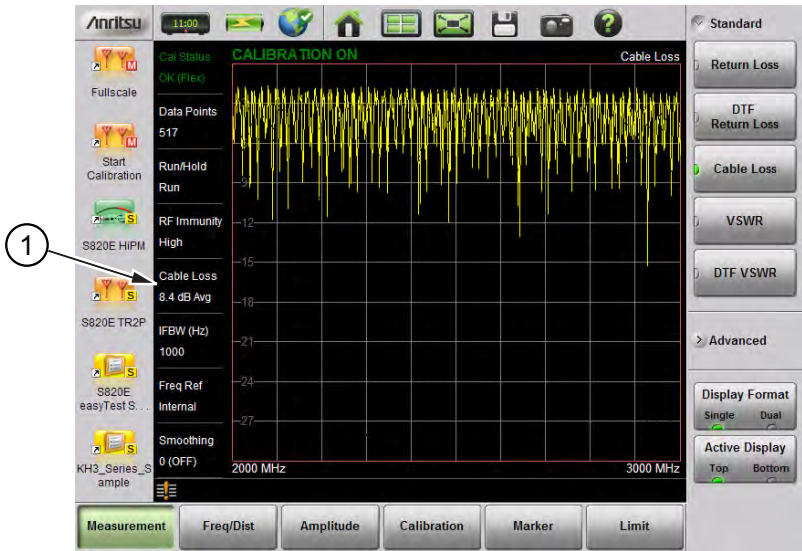 Anritsu
11:00
?
Standard
Fullscale
M
Start
Calibration
M
S820E HiPM
S
S820E TR2P
S
S820E
easyTest S...
S
KH3_Series_S
ample
S
1
Cal Status
OK (Flex)
Data Points
517
Run/Hold
Run
RF Immunity
High
Cable Loss
8.4 dB Avg
IFBW (Hz)
1000
Freq Ref
Internal
Smoothing
0 (OFF)
CALIBRATION ON
Cable Loss
-9
-12
-15
-18
-21
-24
-27
2000 MHz
3000 MHz
Return Loss
DTF
Return Loss
Cable Loss
VSWR
DTF VSWR
> Advanced
Display Format
Single Dual
Active Display
Top Bottom
Measurement
Freq/Dist
Amplitude
Calibration
Marker
Limit